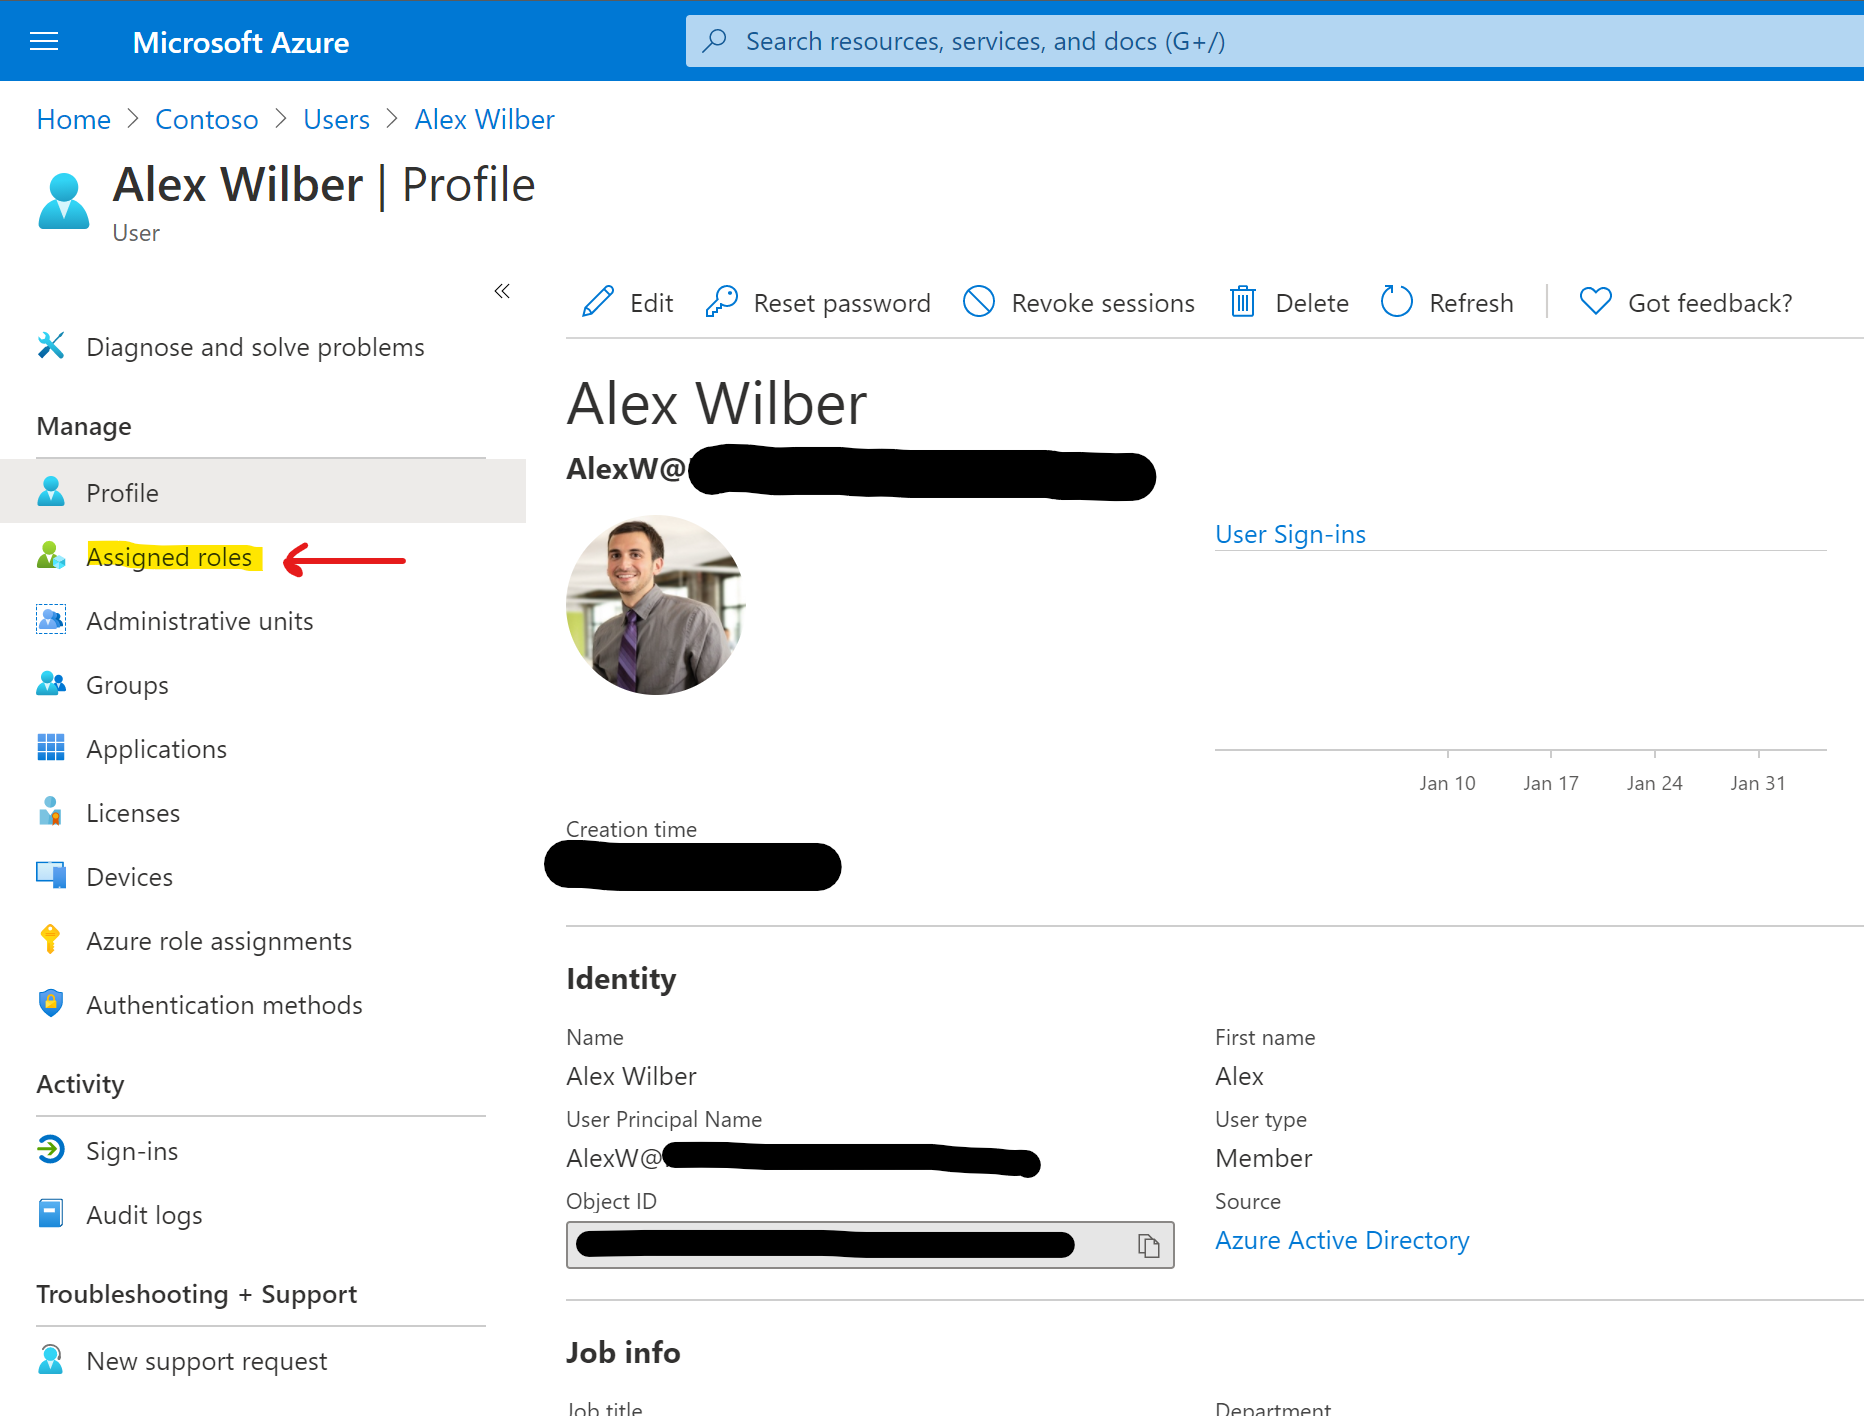 Microsoft Azure
Search resources, services, and docs (G+/)
Home > Contoso > Users > Alex Wilber
Alex Wilber | Profile
User
«
Edit
Reset password
Revoke sessions
Delete
Refresh
Got feedback?
Diagnose and solve problems
Manage
Profile
Assigned roles
Administrative units
Groups
Applications
Licenses
Devices
Azure role assignments
Authentication methods
Activity
Sign-ins
Audit logs
Troubleshooting + Support
New support request
Alex Wilber
AlexW@
User Sign-ins
Jan 10 Jan 17 Jan 24 Jan 31
Creation time
Identity
Name
Alex Wilber
First name
Alex
User Principal Name
AlexW@
User type
Member
Object ID
Source
Azure Active Directory
Job info
Job title
Department